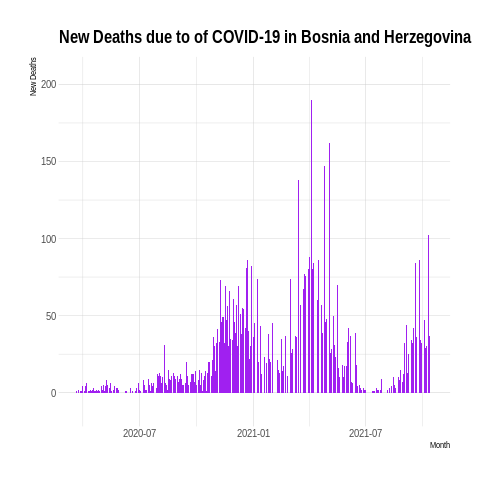 New Deaths due to of COVID-19 in Bosnia and Herzegovina
New Deaths
200
150
100
50
0
2020-07
2021-01
2021-07
Month